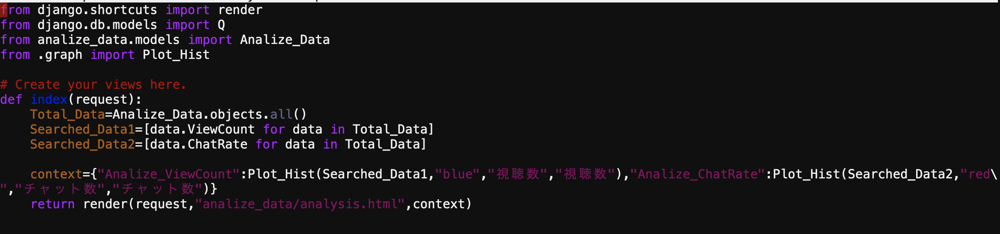 from django.shortcuts import render
from django.db.models import Q
from analize_data.models import Analize_Data
from .graph import Plot_Hist
# Create your views here.
def index(request):
    Total_Data=Analize_Data.objects.all()
    Searched_Data1=[data.ViewCount for data in Total_Data]
    Searched_Data2=[data.ChatRate for data in Total_Data]
    context={"Analize_ViewCount":Plot_Hist(Searched_Data1,"blue","視聴数","視聴数"),"Analize_ChatRate":Plot_Hist(Searched_Data2,"red\
","チャット数","チャット数")}
    return render(request,"analize_data/analysis.html",context)